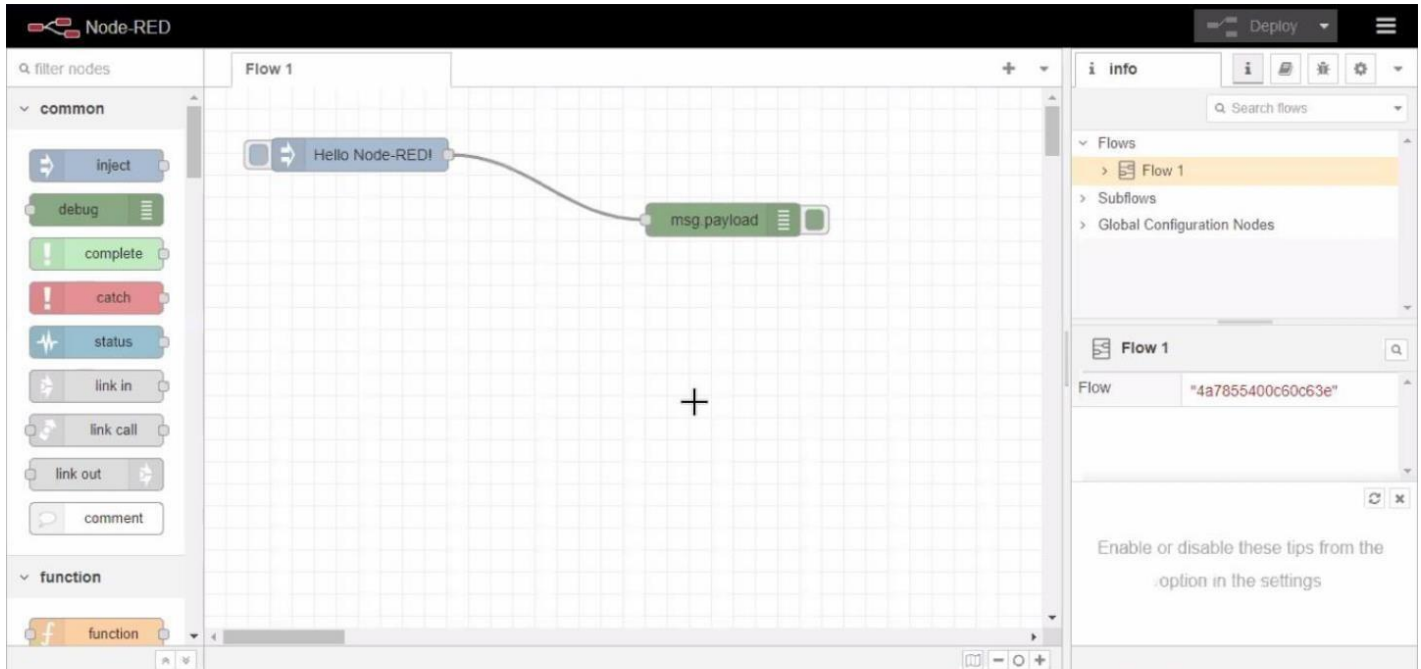 Node-RED
Deploy
filter nodes
Flow 1
i info
i
Search flows
common
inject
debug
complete
catch
status
link in
link call
link out
comment
function
f function
Hello Node-RED!
msg.payload
Flows
Flow 1
Subflows
Global Configuration Nodes
Flow 1
Flow "4a7855400c60c63e"
Enable or disable these tips from the
option in the settings